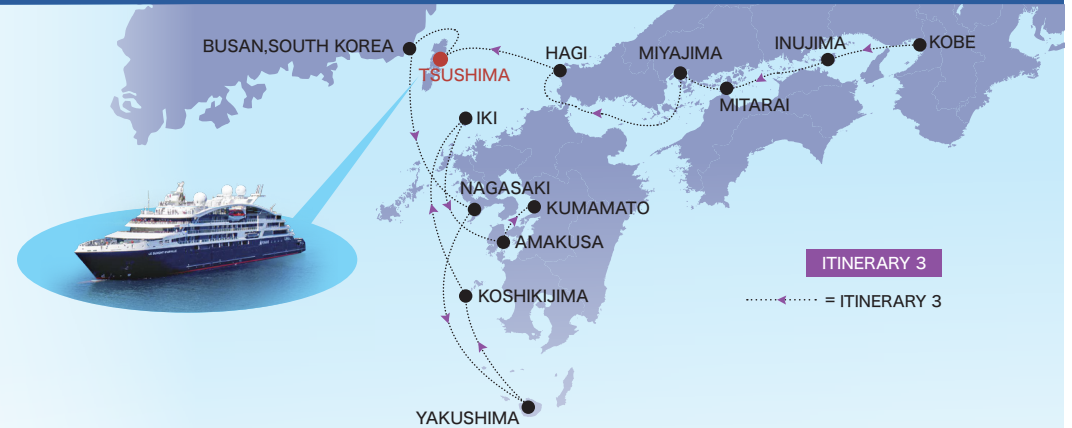 BUSAN,SOUTH KOREA
TSUSHIMA
HAGI
MIYAJIMA
INUJIMA
KOBE
MITARAI
IKI
NAGASAKI
KUMAMATO
AMAKUSA
KOSHIKIJIMA
YAKUSHIMA
ITINERARY 3
= ITINERARY 3